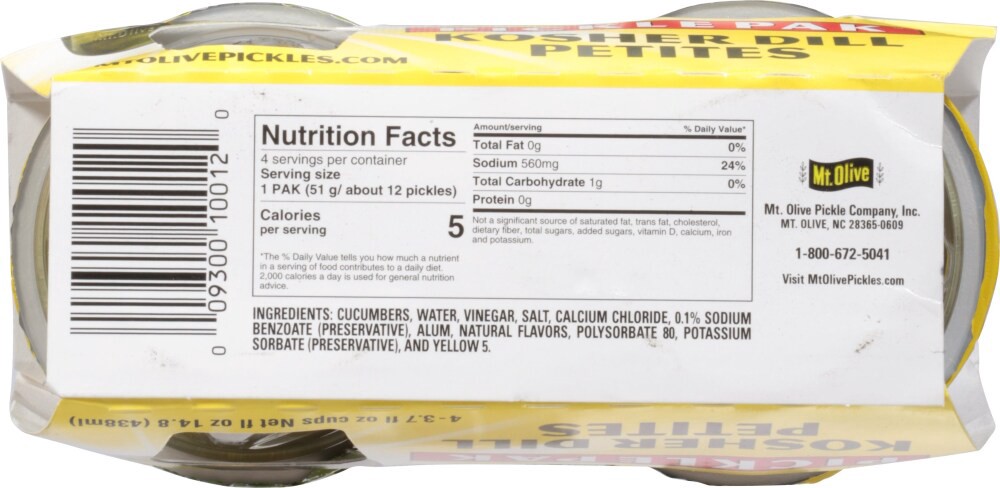 PICKLEPAK
KOSHER DILL
PETITES
MTOLIVEPICKLES.COM
0 09300 10012 0
Nutrition Facts
4 servings per container
Serving size
1 PAK (51 g/ about 12 pickles)
Calories
per serving
5
Amount/serving % Daily Value*
Total Fat 0g 0%
Sodium 560mg 24%
Total Carbohydrate 1g 0%
Protein 0g
Not a significant source of saturated fat, trans fat, cholesterol,
dietary fiber, total sugars, added sugars, vitamin D, calcium, iron
and potassium.
*The % Daily Value tells you how much a nutrient
in a serving of food contributes to a daily diet.
2,000 calories a day is used for general nutrition
advice.
INGREDIENTS: CUCUMBERS, WATER, VINEGAR, SALT, CALCIUM CHLORIDE, 0.1% SODIUM
BENZOATE (PRESERVATIVE), ALUM, NATURAL FLAVORS, POLYSORBATE 80, POTASSIUM
SORBATE (PRESERVATIVE), AND YELLOW 5.
Mt. Olive
Mt. Olive Pickle Company, Inc.
MT. OLIVE, NC 28365-0609
1-800-672-5041
Visit MtOlivePickles.com
4-3.7 fl oz cups Net fl oz 14.8 (438ml)
PICKLEPAK
KOSHER DILL
PETITES